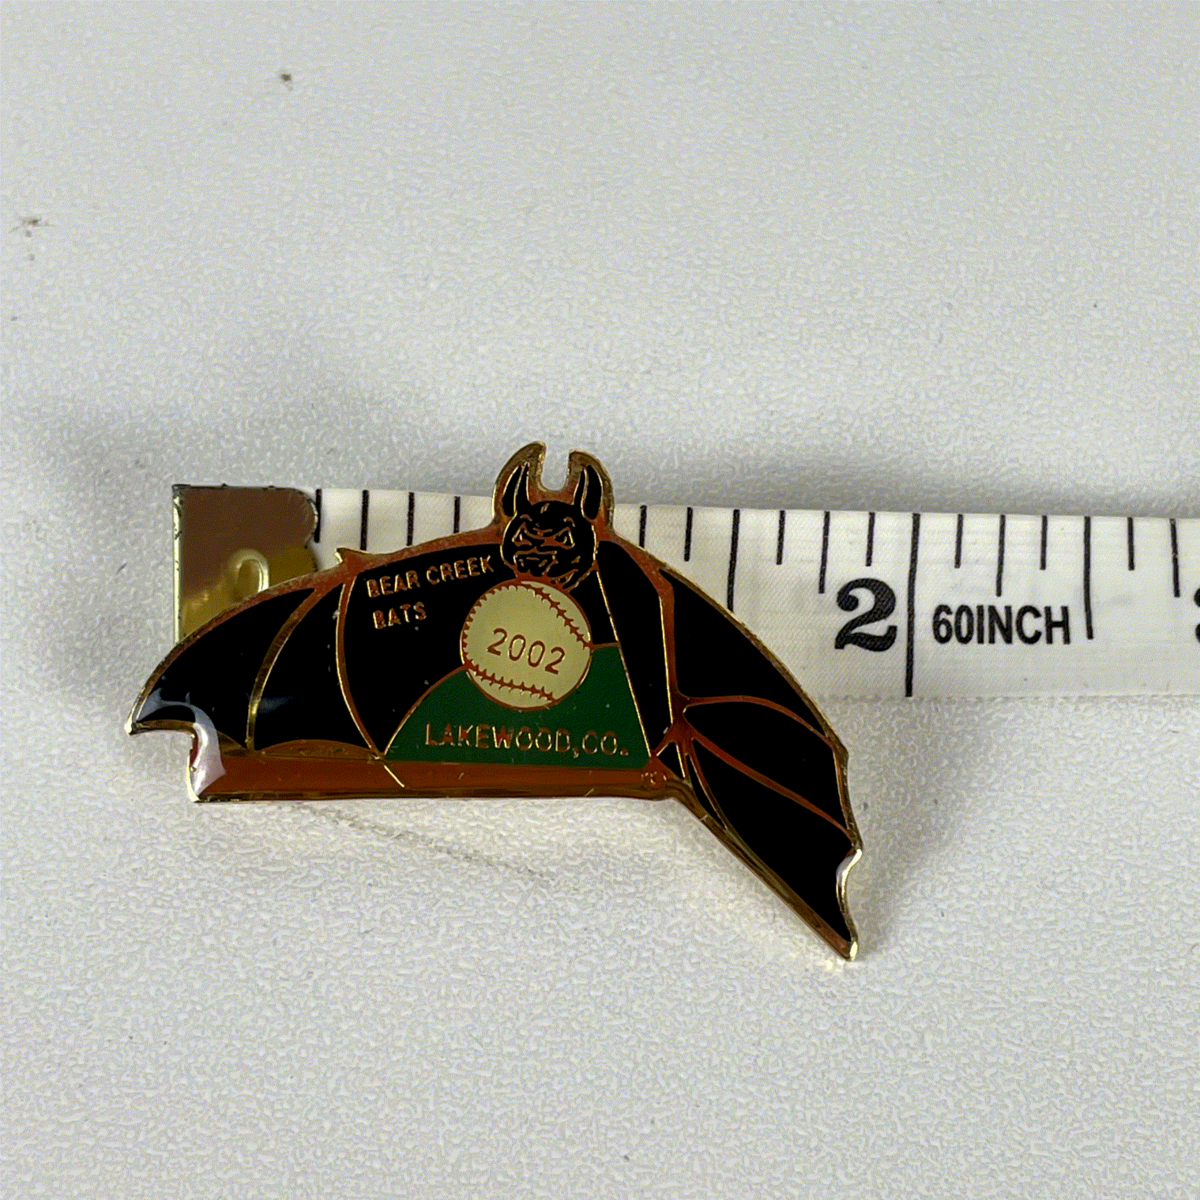 BEAR CREEK
BATS
2002
LAKEWOOD,CO.
2
60INCH